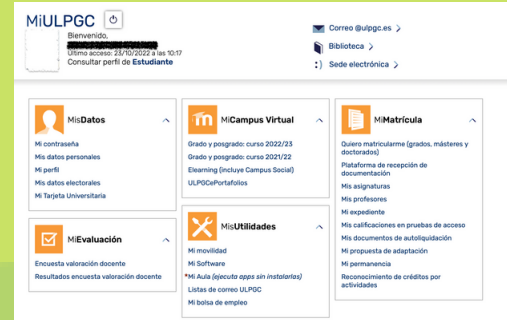 MiULPGC
Bienvenido,
Último acceso: 23/10/2022 a las 10:17
Consultar perfil de Estudiante
Correo @ulpgc.es >
Biblioteca >
:) Sede electrónica >
MisDatos
Mi contraseña
Mis datos personales
Mi perfil
Mis datos electorales
Mi Tarjeta Universitaria
MiEvaluación
Encuesta valoración docente
Resultados encuesta valoración docente
MiCampus Virtual
Grado y posgrado: curso 2022/23
Grado y posgrado: curso 2021/22
Elearning (incluye Campus Social)
ULPGCePortafolios
MisUtilidades
Mi movilidad
Mi Software
*Mi Aula (ejecuta apps sin instalarlas)
Listas de correo ULPGC
Mi bolsa de empleo
MiMatrícula
Quiero matricularme (grados, másteres y
doctorados)
Plataforma de recepción de
documentación
Mis asignaturas
Mis profesores
Mi expediente
Mis calificaciones en pruebas de acceso
Mis documentos de autoliquidación
Mi propuesta de adaptación
Mi permanencia
Reconocimiento de créditos por
actividades